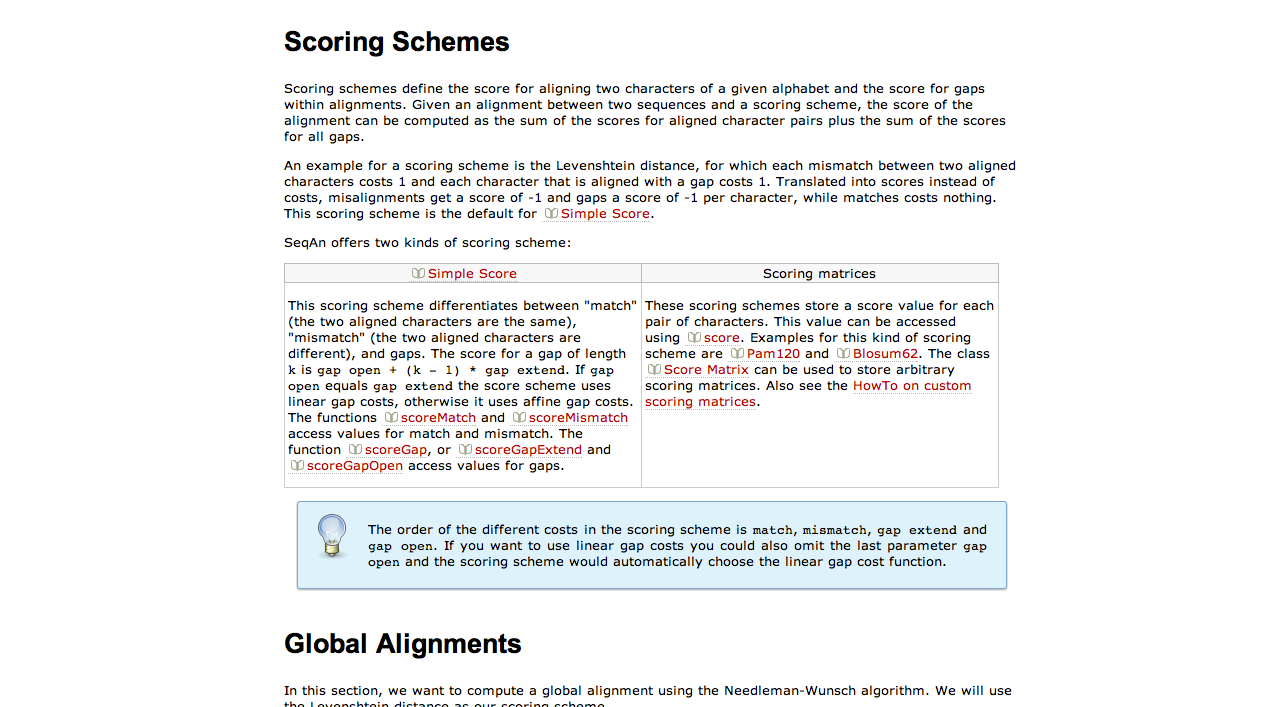 Scoring Schemes
Scoring schemes define the score for aligning two characters of a given alphabet and the score for gaps
within alignments. Given an alignment between two sequences and a scoring scheme, the score of the
alignment can be computed as the sum of the scores for aligned character pairs plus the sum of the scores
for all gaps.
An example for a scoring scheme is the Levenshtein distance, for which each mismatch between two aligned
characters costs 1 and each character that is aligned with a gap costs 1. Translated into scores instead of
costs, misalignments get a score of -1 and gaps a score of -1 per character, while matches costs nothing.
This scoring scheme is the default for Simple Score.
SeqAn offers two kinds of scoring scheme:
Simple Score
This scoring scheme differentiates between "match"
(the two aligned characters are the same),
"mismatch" (the two aligned characters are
different), and gaps. The score for a gap of length
k is gap open + (k - 1) * gap extend. If gap
open equals gap extend the score scheme uses
linear gap costs, otherwise it uses affine gap costs.
The functions scoreMatch and scoreMismatch
access values for match and mismatch. The
function scoreGap, or scoreGapExtend and
scoreGapOpen access values for gaps.
Scoring matrices
These scoring schemes store a score value for each
pair of characters. This value can be accessed
using score. Examples for this kind of scoring
scheme are Pam120 and Blosum62. The class
Score Matrix can be used to store arbitrary
scoring matrices. Also see the HowTo on custom
scoring matrices.
The order of the different costs in the scoring scheme is match, mismatch, gap extend and
gap open. If you want to use linear gap costs you could also omit the last parameter gap
open and the scoring scheme would automatically choose the linear gap cost function.
Global Alignments
In this section, we want to compute a global alignment using the Needleman-Wunsch algorithm. We will use
the Levenshtein distance as our scoring scheme.